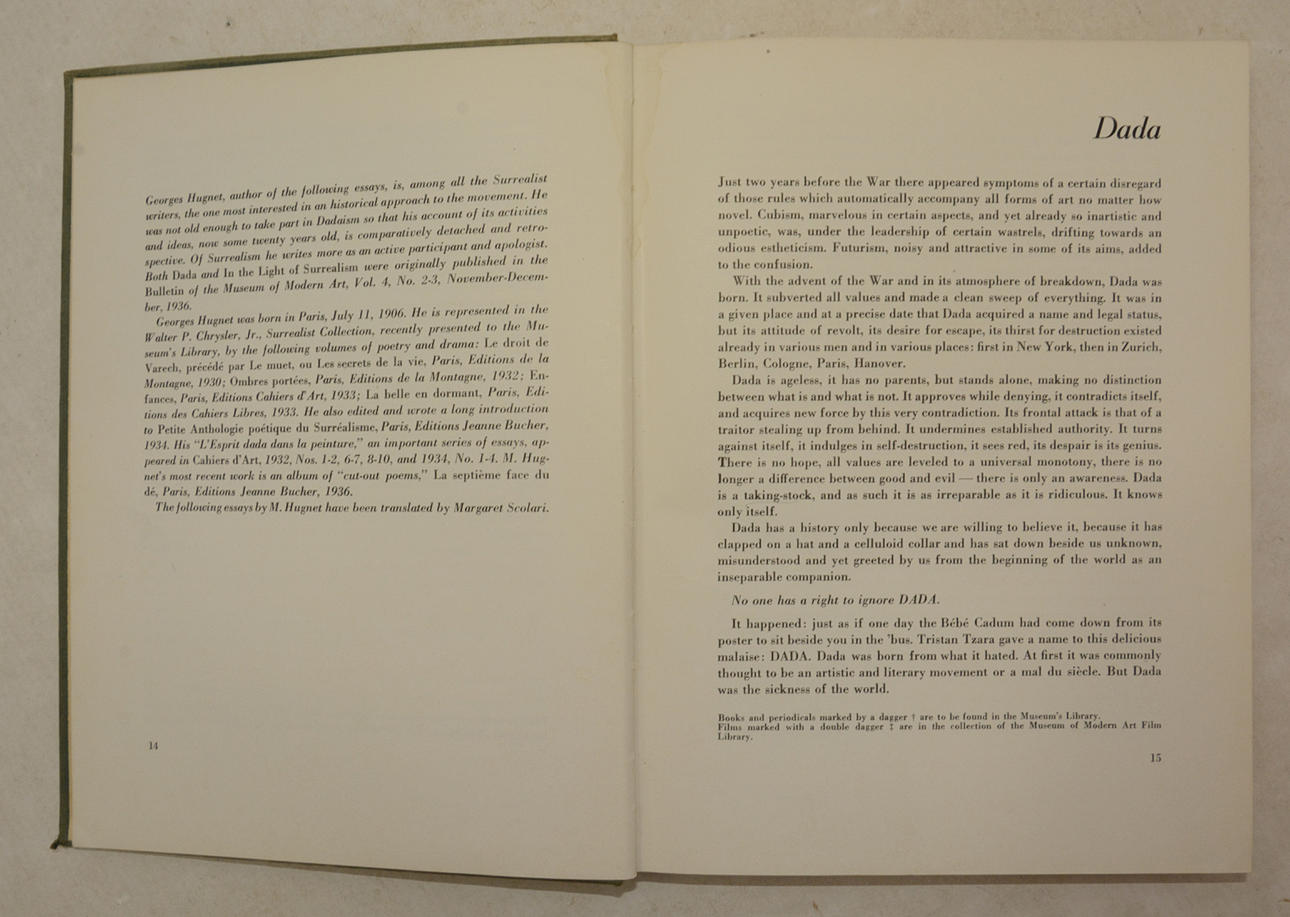 Georges Hugnet, author of the following essays, is, among all the Surrealist
writers, the one most interested in an historical approach to the movement. He
was not old enough to take part in Dadaism so that his account of its activities
and ideas, now some twenty years old, is comparatively detached and retro-
spective. Of Surrealism he writes more as an active participant and apologist.
Both Dada and In the Light of Surrealism were originally published in the
Bulletin of the Museum of Modern Art, Vol. 4, No. 2-3, November-Decem-
ber, 1936.
Georges Hugnet was born in Paris, July 11, 1906. He is represented in the
Walter P. Chrysler, Jr., Surrealist Collection, recently presented to the Mu-
seum's Library, by the following volumes of poetry and drama: Le droit de
Varech, précédé par Le muet, ou Les secrets de la vie, Paris, Editions de la
Montagne, 1930; Ombres portées, Paris, Editions de la Montagne, 1932; En-
fances, Paris, Editions Cahiers d'Art, 1933; La belle en dormant, Paris, Edi-
tions des Cahiers Libres, 1933. He also edited and wrote a long introduction
to Petite Anthologie poétique du Surréalisme, Paris, Editions Jeanne Bucher,
1934. His "L'Esprit dada dans la peinture," an important series of essays, ap-
peared in Cahiers d'Art, 1932, Nos. 1-2, 6-7, 8-10, and 1934, No. 1-4. M. Hug-
net's most recent work is an album of "cut-out poems," La septième face du
dé, Paris, Editions Jeanne Bucher, 1936.
The following essays by M. Hugnet have been translated by Margaret Scolari.
14
Dada
Just two years before the War there appeared symptoms of a certain disregard
of those rules which automatically accompany all forms of art no matter how
novel. Cubism, marvelous in certain aspects, and yet already so inartistic and
unpoetic, was, under the leadership of certain wastrels, drifting towards an
odious estheticism. Futurism, noisy and attractive in some of its aims, added
to the confusion.
With the advent of the War and in its atmosphere of breakdown, Dada was
born. It subverted all values and made a clean sweep of everything. It was in
a given place and at a precise date that Dada acquired a name and legal status,
but its attitude of revolt, its desire for escape, its thirst for destruction existed
already in various men and in various places: first in New York, then in Zurich,
Berlin, Cologne, Paris, Hanover.
Dada is ageless, it has no parents, but stands alone, making no distinction
between what is and what is not. It approves while denying, it contradicts itself,
and acquires new force by this very contradiction. Its frontal attack is that of a
traitor stealing up from behind. It undermines established authority. It turns
against itself, it indulges in self-destruction, it sees red, its despair is its genius.
There is no hope, all values are leveled to a universal monotony, there is no
longer a difference between good and evil — there is only an awareness. Dada
is a taking-stock, and as such it is as irreparable as it is ridiculous. It knows
only itself.
Dada has a history only because we are willing to believe it, because it has
clapped on a hat and a celluloid collar and has sat down beside us unknown,
misunderstood and yet greeted by us from the beginning of the world as an
inseparable companion.
No one has a right to ignore DADA.
It happened: just as if one day the Bébé Cadum had come down from its
poster to sit beside you in the 'bus. Tristan Tzara gave a name to this delicious
malaise: DADA. Dada was born from what it hated. At first it was commonly
thought to be an artistic and literary movement or a mal du siècle. But Dada
was the sickness of the world.
Books and periodicals marked by a dagger † are to be found in the Museum's Library.
Films marked with a double dagger ‡ are in the collection of the Museum of Modern Art Film
Library.
15